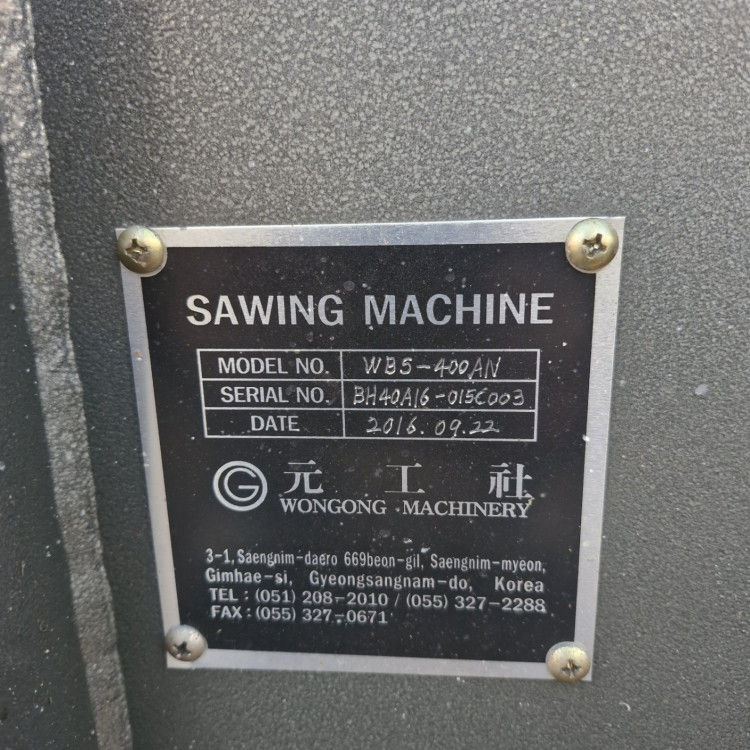 SAWING MACHINE
MODEL NO. WBS-400AN
SERIAL NO. BH40A16-015C003
DATE 2016.09.22
G 元工社
WONGONG MACHINERY
3-1, Saengnim-daero 669beon-gil, Saengnim-myeon,
Gimhae-si, Gyeongsangnam-do, Korea
TEL : (051) 208-2010 / (055) 327-2288
FAX : (055) 327-0671